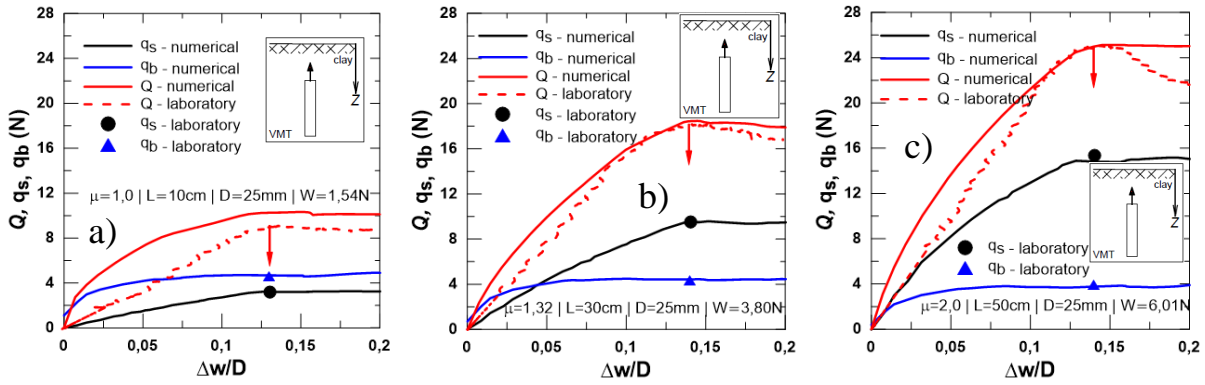 28
24
20
16
12
8
4
0
Q, qs, qb (N)
qs - numerical
qb - numerical
Q - numerical
Q - laboratory
qs - laboratory
qb - laboratory
clay
Z
VMT
μ=1,0 | L=10cm | D=25mm | W=1,54N
a)
0 0,05 0,1 0,15 0,2
Δw/D
28
24
20
16
12
8
4
0
Q, qs, qb (N)
qs - numerical
qb - numerical
Q - numerical
Q - laboratory
clay
Z
VMT
b)
qs - laboratory
qb - laboratory
μ=1,32 | L=30cm | D=25mm | W=3,80N
0 0,05 0,1 0,15 0,2
Δw/D
28
24
20
16
12
8
4
0
Q, qs, qb (N)
qs - numerical
qb - numerical
Q - numerical
Q - laboratory
c)
clay
Z
VMT
qs - laboratory
qb - laboratory
μ=2,0 | L=50cm | D=25mm | W=6,01N
0 0,05 0,1 0,15 0,2
Δw/D